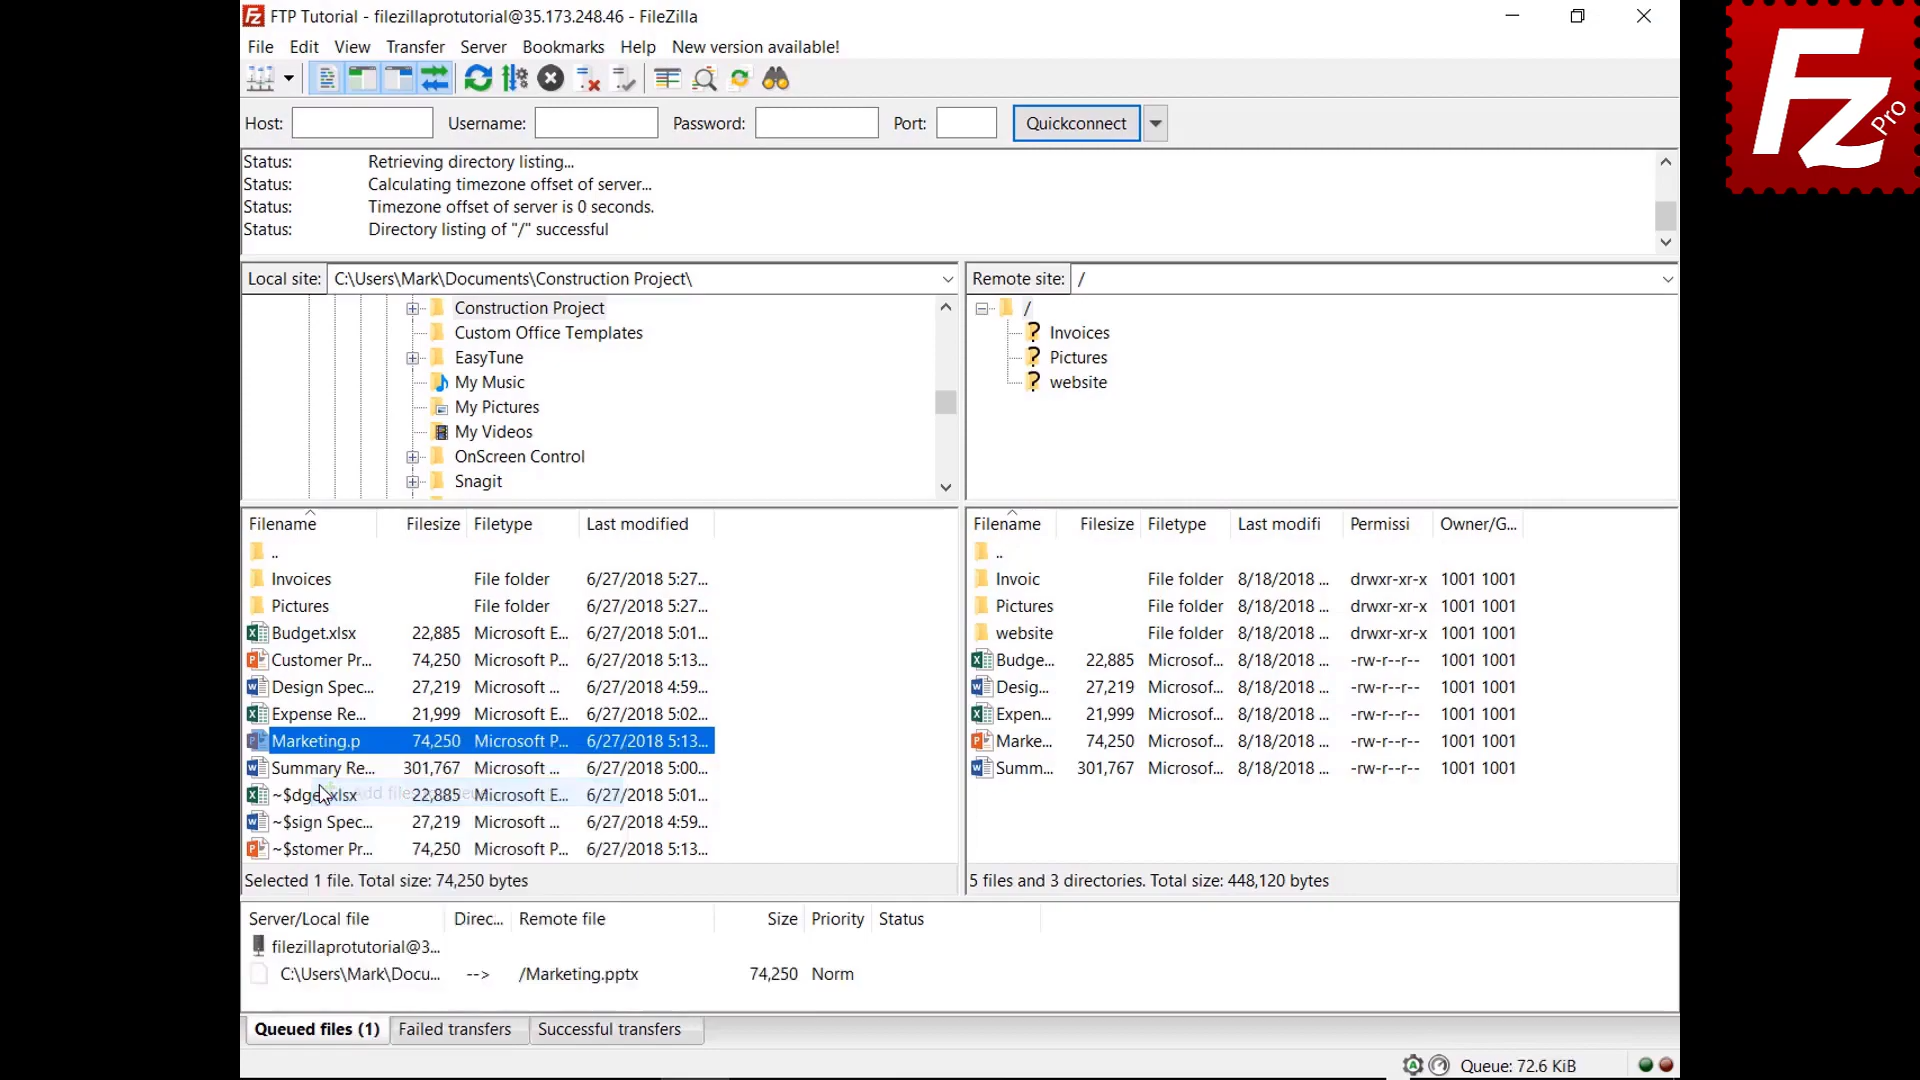 FTP Tutorial - filezillaprotutorial@35.173.248.46 - FileZilla
File Edit View Transfer Server Bookmarks Help New version available!
Host: Username: Password: Port: Quickconnect
Status: Retrieving directory listing...
Status: Calculating timezone offset of server...
Status: Timezone offset of server is 0 seconds.
Status: Directory listing of "/" successful
Local site: C:\Users\Mark\Documents\Construction Project\
Construction Project
Custom Office Templates
EasyTune
My Music
My Pictures
My Videos
OnScreen Control
Snagit
Remote site: /
/
Invoices
Pictures
website
Filename Filesize Filetype Last modified
..
Invoices File folder 6/27/2018 5:27...
Pictures File folder 6/27/2018 5:27...
Budget.xlsx 22,885 Microsoft E... 6/27/2018 5:01...
Customer Pr... 74,250 Microsoft P... 6/27/2018 5:13...
Design Spec... 27,219 Microsoft ... 6/27/2018 4:59...
Expense Re... 21,999 Microsoft E... 6/27/2018 5:02...
Marketing.p 74,250 Microsoft P... 6/27/2018 5:13...
Summary Re... 301,767 Microsoft ... 6/27/2018 5:00...
~$dget.xlsx 22,885 Microsoft E... 6/27/2018 5:01...
~$sign Spec... 27,219 Microsoft ... 6/27/2018 4:59...
~$stomer Pr... 74,250 Microsoft P... 6/27/2018 5:13...
Selected 1 file. Total size: 74,250 bytes
Filename Filesize Filetype Last modifi Permissi Owner/G...
..
Invoic File folder 8/18/2018 ... drwxr-xr-x 1001 1001
Pictures File folder 8/18/2018 ... drwxr-xr-x 1001 1001
website File folder 8/18/2018 ... drwxr-xr-x 1001 1001
Budge... 22,885 Microsof... 8/18/2018 ... -rw-r--r-- 1001 1001
Desig... 27,219 Microsof... 8/18/2018 ... -rw-r--r-- 1001 1001
Expen... 21,999 Microsof... 8/18/2018 ... -rw-r--r-- 1001 1001
Marke... 74,250 Microsof... 8/18/2018 ... -rw-r--r-- 1001 1001
Summ... 301,767 Microsof... 8/18/2018 ... -rw-r--r-- 1001 1001
5 files and 3 directories. Total size: 448,120 bytes
Server/Local file Direc... Remote file Size Priority Status
filezillaprotutorial@3...
C:\Users\Mark\Docu... --> /Marketing.pptx 74,250 Norm
Queued files (1) Failed transfers Successful transfers
Queue: 72.6 KiB
Fz Pro